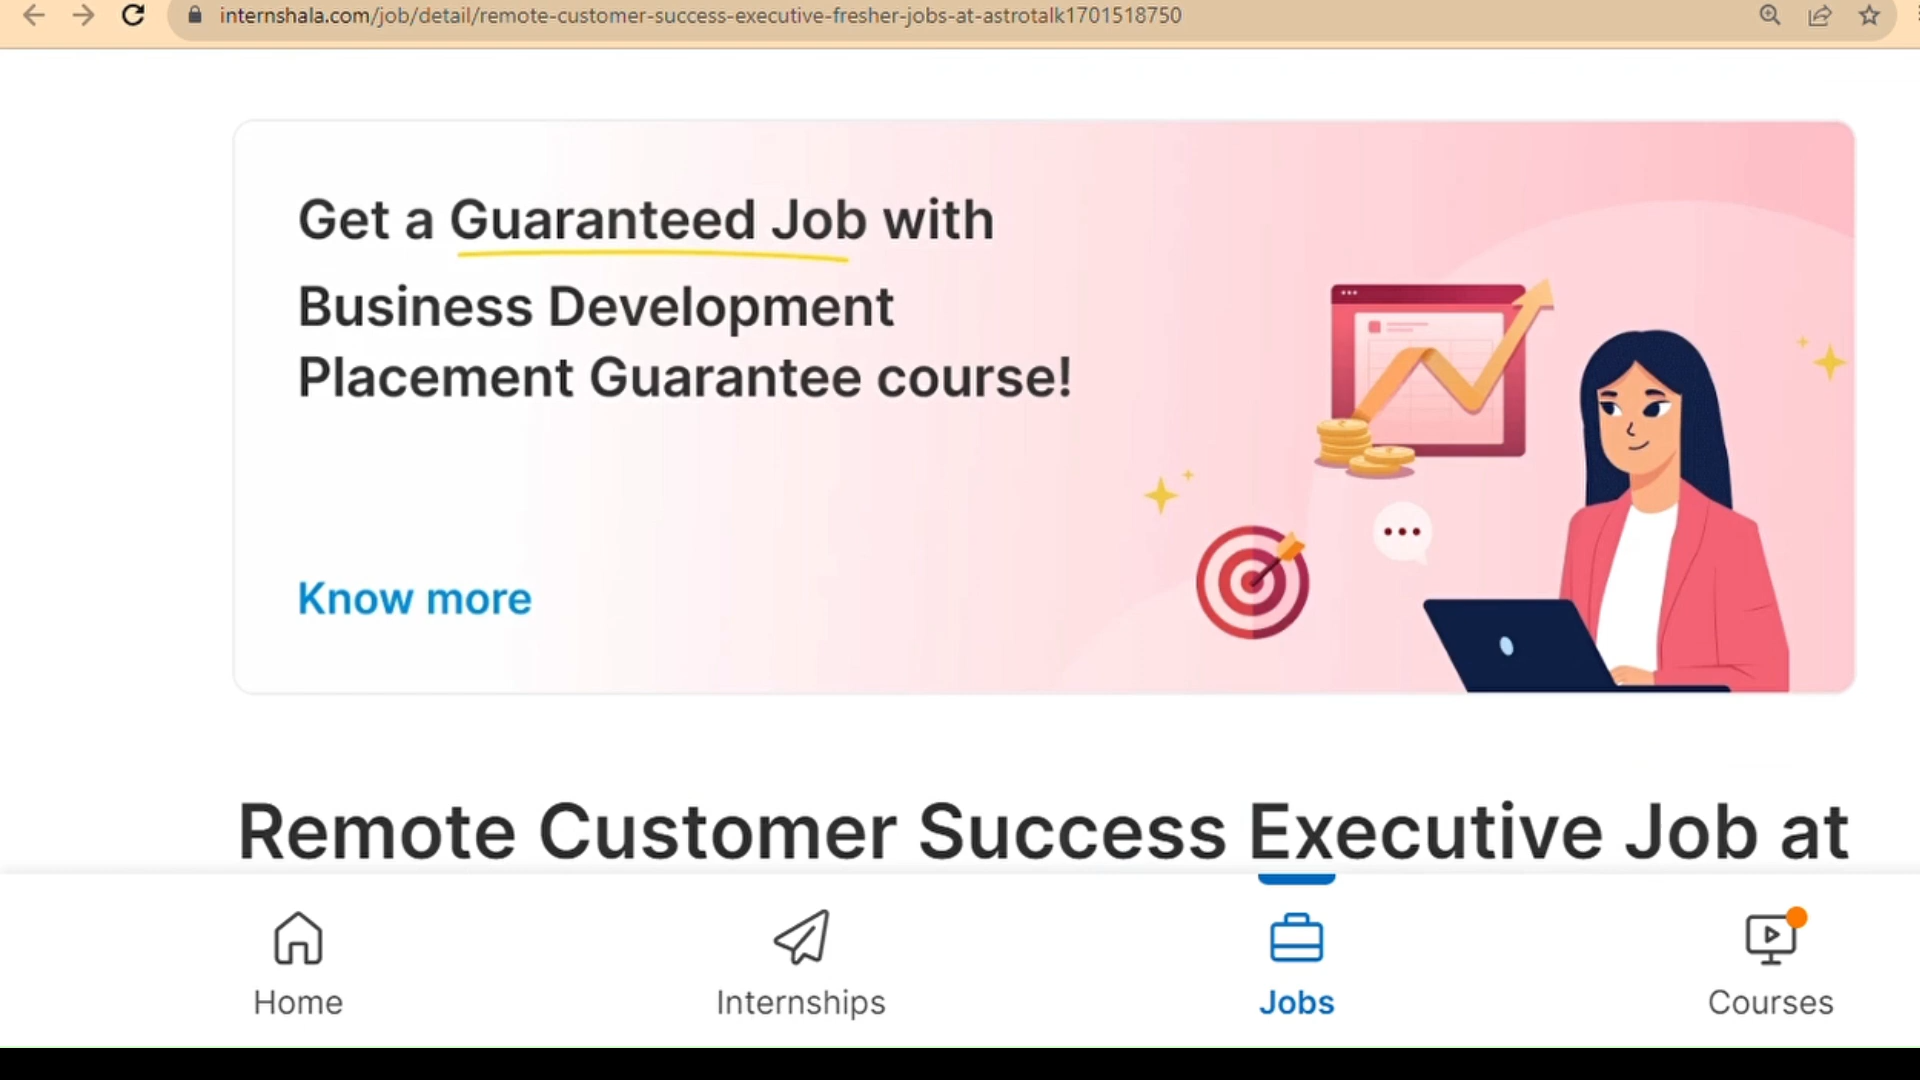 internshala.com/job/detail/remote-customer-success-executive-fresher-jobs-at-astrotalk1701518750
Get a Guaranteed Job with
Business Development
Placement Guarantee course!
Know more
Remote Customer Success Executive Job at
Home
Internships
Jobs
Courses